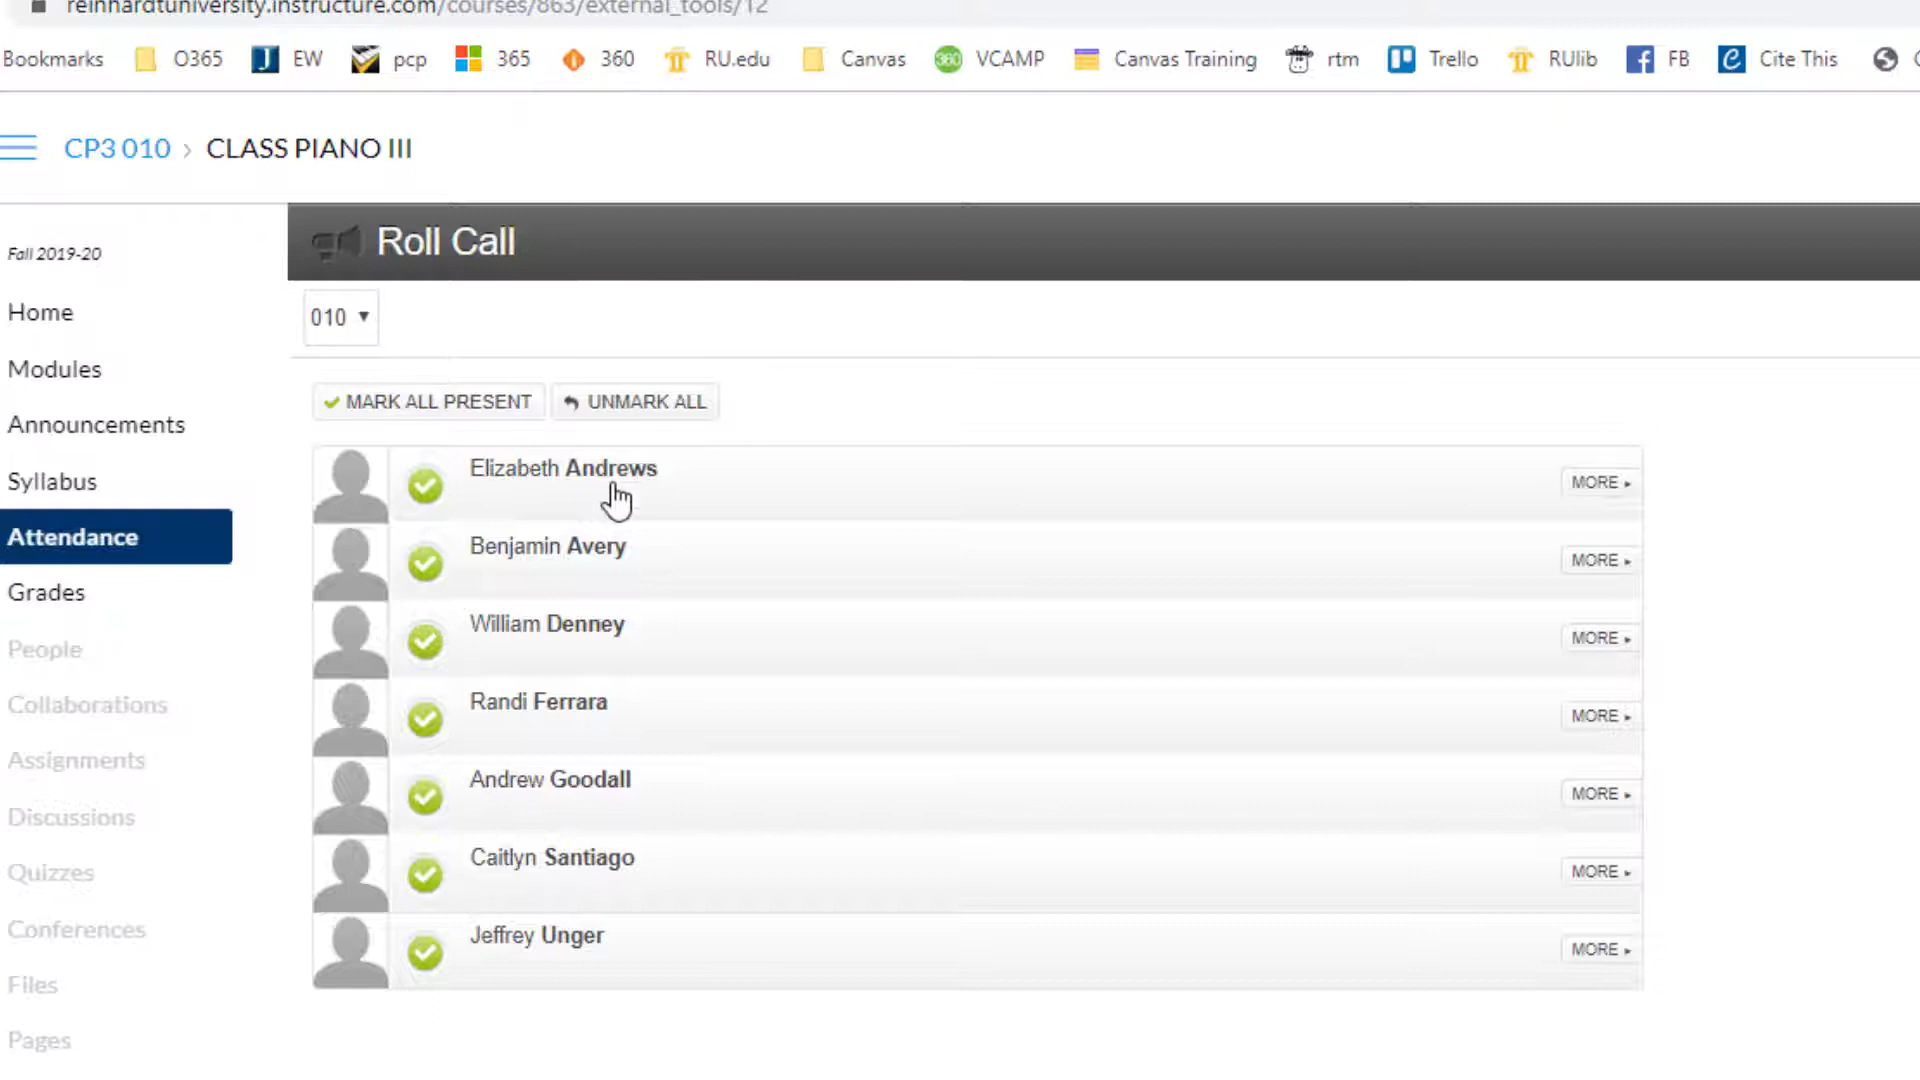 reinhardtuniversity.instructure.com/courses/863/external_tools/12
Bookmarks O365 EW pcp 365 360 RU.edu Canvas VCAMP Canvas Training rtm Trello RUlib FB Cite This
CP3 010 › CLASS PIANO III
Roll Call
Fall 2019-20
Home
Modules
Announcements
Syllabus
Attendance
Grades
People
Collaborations
Assignments
Discussions
Quizzes
Conferences
Files
Pages
010
MARK ALL PRESENT UNMARK ALL
Elizabeth Andrews MORE
Benjamin Avery MORE
William Denney MORE
Randi Ferrara MORE
Andrew Goodall MORE
Caitlyn Santiago MORE
Jeffrey Unger MORE